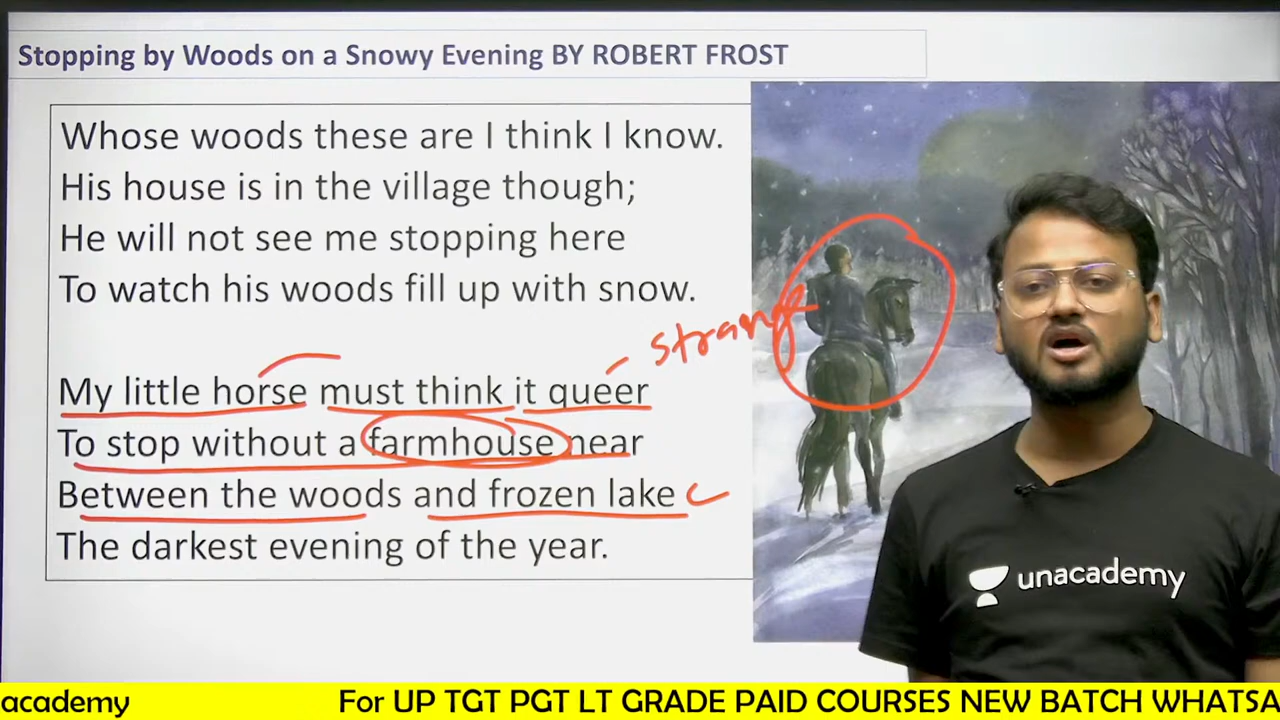 Stopping by Woods on a Snowy Evening BY ROBERT FROST
Whose woods these are I think I know.
His house is in the village though;
He will not see me stopping here
To watch his woods fill up with snow.
strange
My little horse must think it queer
To stop without a farmhouse near
Between the woods and frozen lake
The darkest evening of the year.
unacademy
academy
For UP TGT PGT LT GRADE PAID COURSES NEW BATCH WHATSA